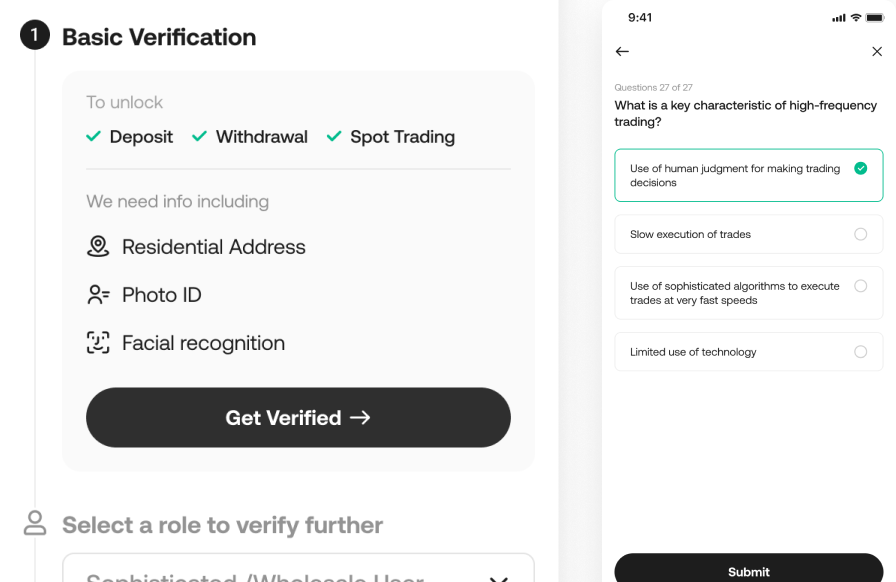 1
Basic Verification
To unlock
Deposit
Withdrawal
Spot Trading
We need info including
Residential Address
Photo ID
Facial recognition
Get Verified →
Select a role to verify further
Sophisticated /Wholesale User
9:41
Questions 27 of 27
What is a key characteristic of high-frequency
trading?
Use of human judgment for making trading
decisions
Slow execution of trades
Use of sophisticated algorithms to execute
trades at very fast speeds
Limited use of technology
Submit